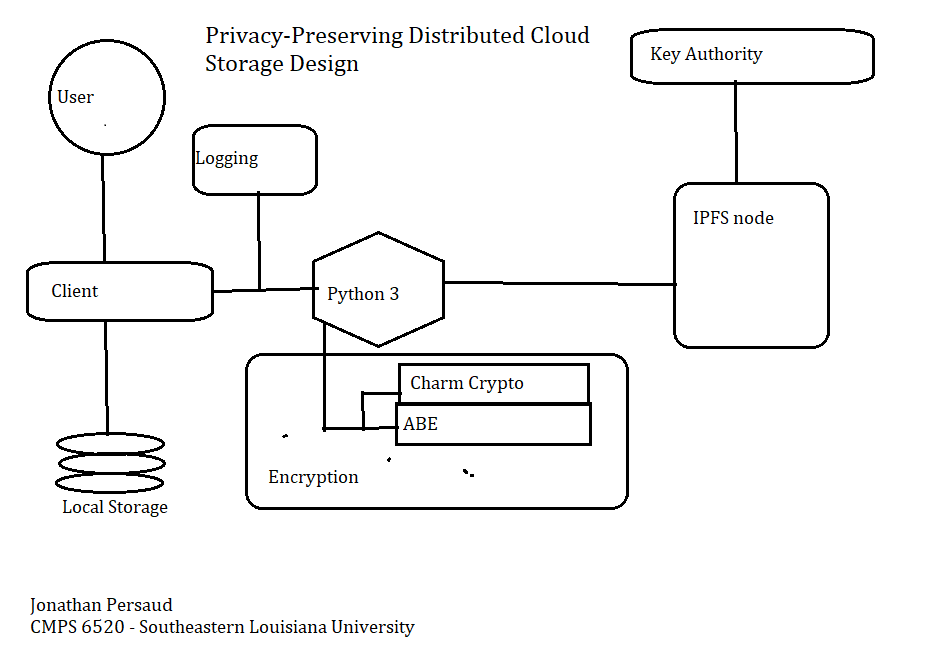 Privacy-Preserving Distributed Cloud
Storage Design
Key Authority
User
Logging
IPFS node
Client
Python 3
Charm Crypto
ABE
Encryption
Local Storage
Jonathan Persaud
CMPS 6520 - Southeastern Louisiana University